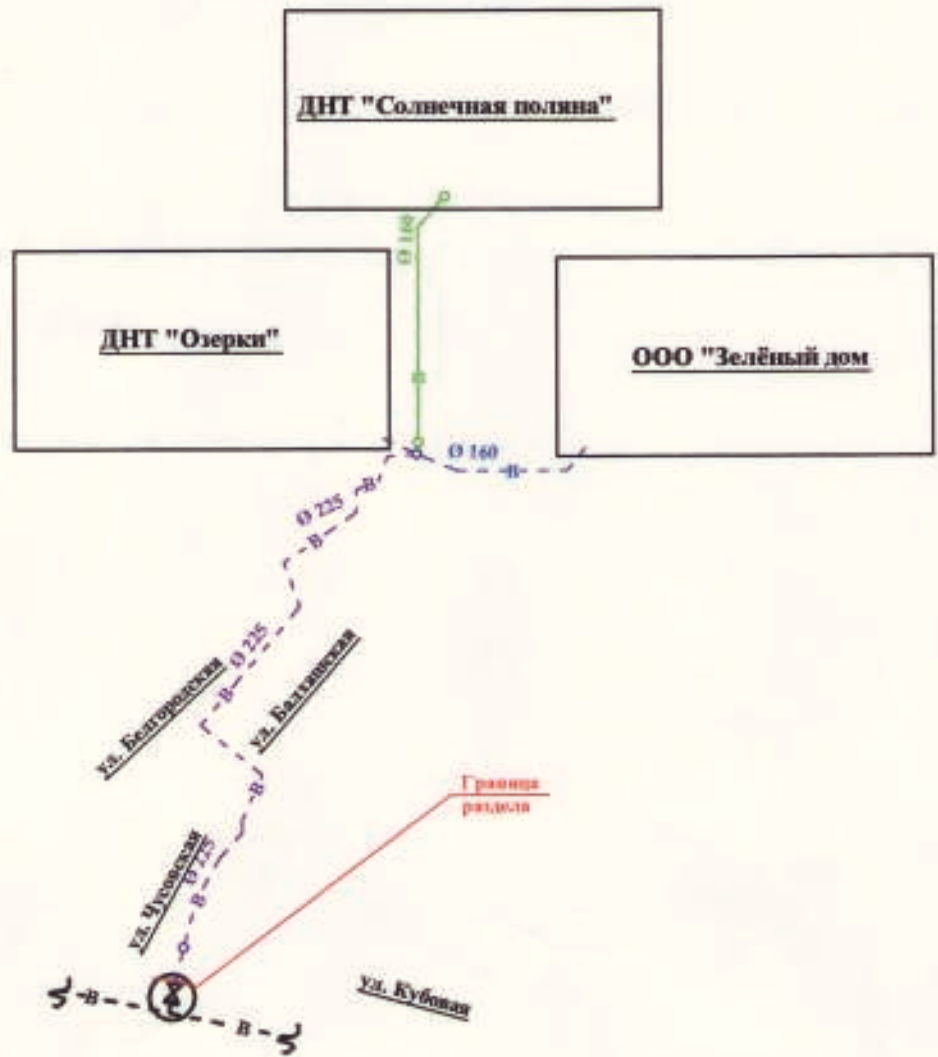 ДНТ "Солнечная поляна"
Ø 160
ДНТ "Озерки"
ООО "Зелёный дом
В
Ø 160
В
В
Ø 225
В
Ø 225
В
ул. Белгородская
ул. Балханская
В
Граница
раздела
ул. Чусовская
Ø 225
В
В
ул. Кубовая
В